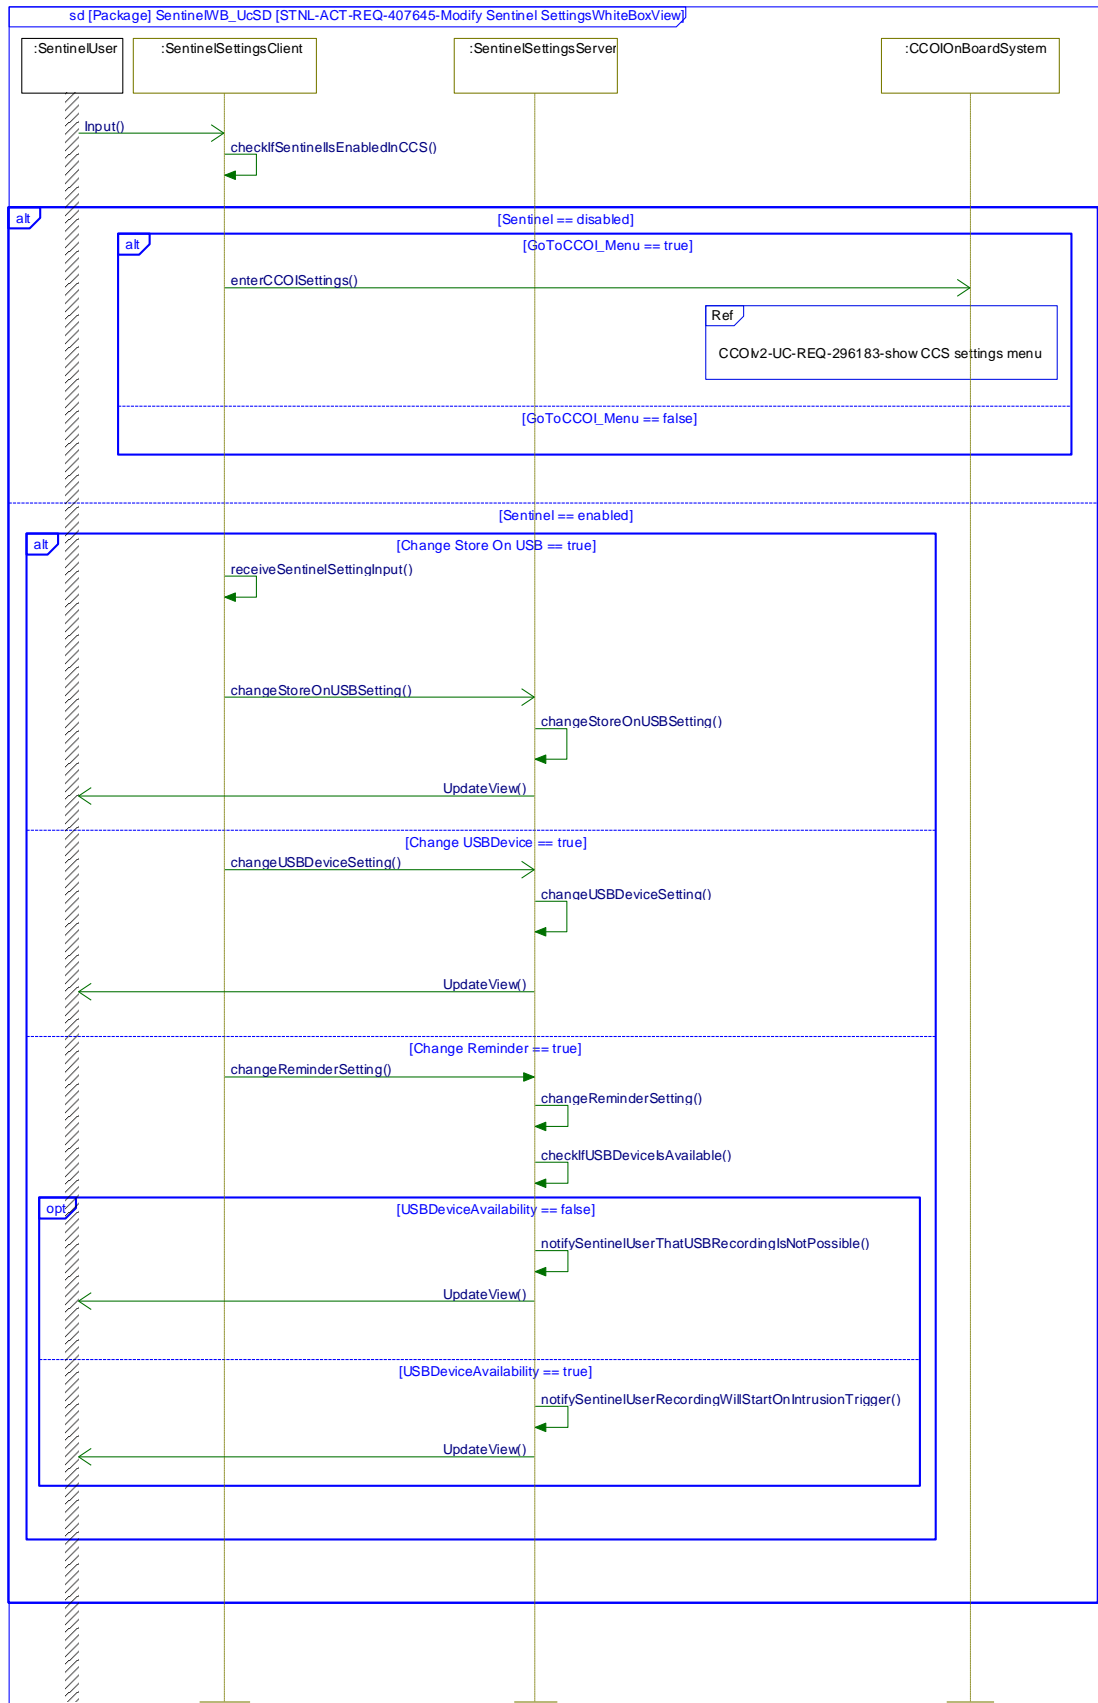 sd [Package] SentinelWB_UcSD [STNL-ACT-REQ-407645-Modify Sentinel SettingsWhiteBoxView]
:SentinelUser
:SentinelSettingsClient
:SentinelSettingsServer
:CCOIOnBoardSystem
Input()
checkIfSentinelIsEnabledInCCS()
alt
[Sentinel == disabled]
alt
[GoToCCOI_Menu == true]
enterCCOISettings()
Ref
CCOIv2-UC-REQ-296183-show CCS settings menu
[GoToCCOI_Menu == false]
[Sentinel == enabled]
alt
[Change Store On USB == true]
receiveSentinelSettingInput()
changeStoreOnUSBSetting()
changeStoreOnUSBSetting()
UpdateView()
[Change USBDevice == true]
changeUSBDeviceSetting()
changeUSBDeviceSetting()
UpdateView()
[Change Reminder == true]
changeReminderSetting()
changeReminderSetting()
checkIfUSBDeviceIsAvailable()
opt
[USBDeviceAvailability == false]
notifySentinelUserThatUSBRecordingIsNotPossible()
UpdateView()
[USBDeviceAvailability == true]
notifySentinelUserRecordingWillStartOnIntrusionTrigger()
UpdateView()